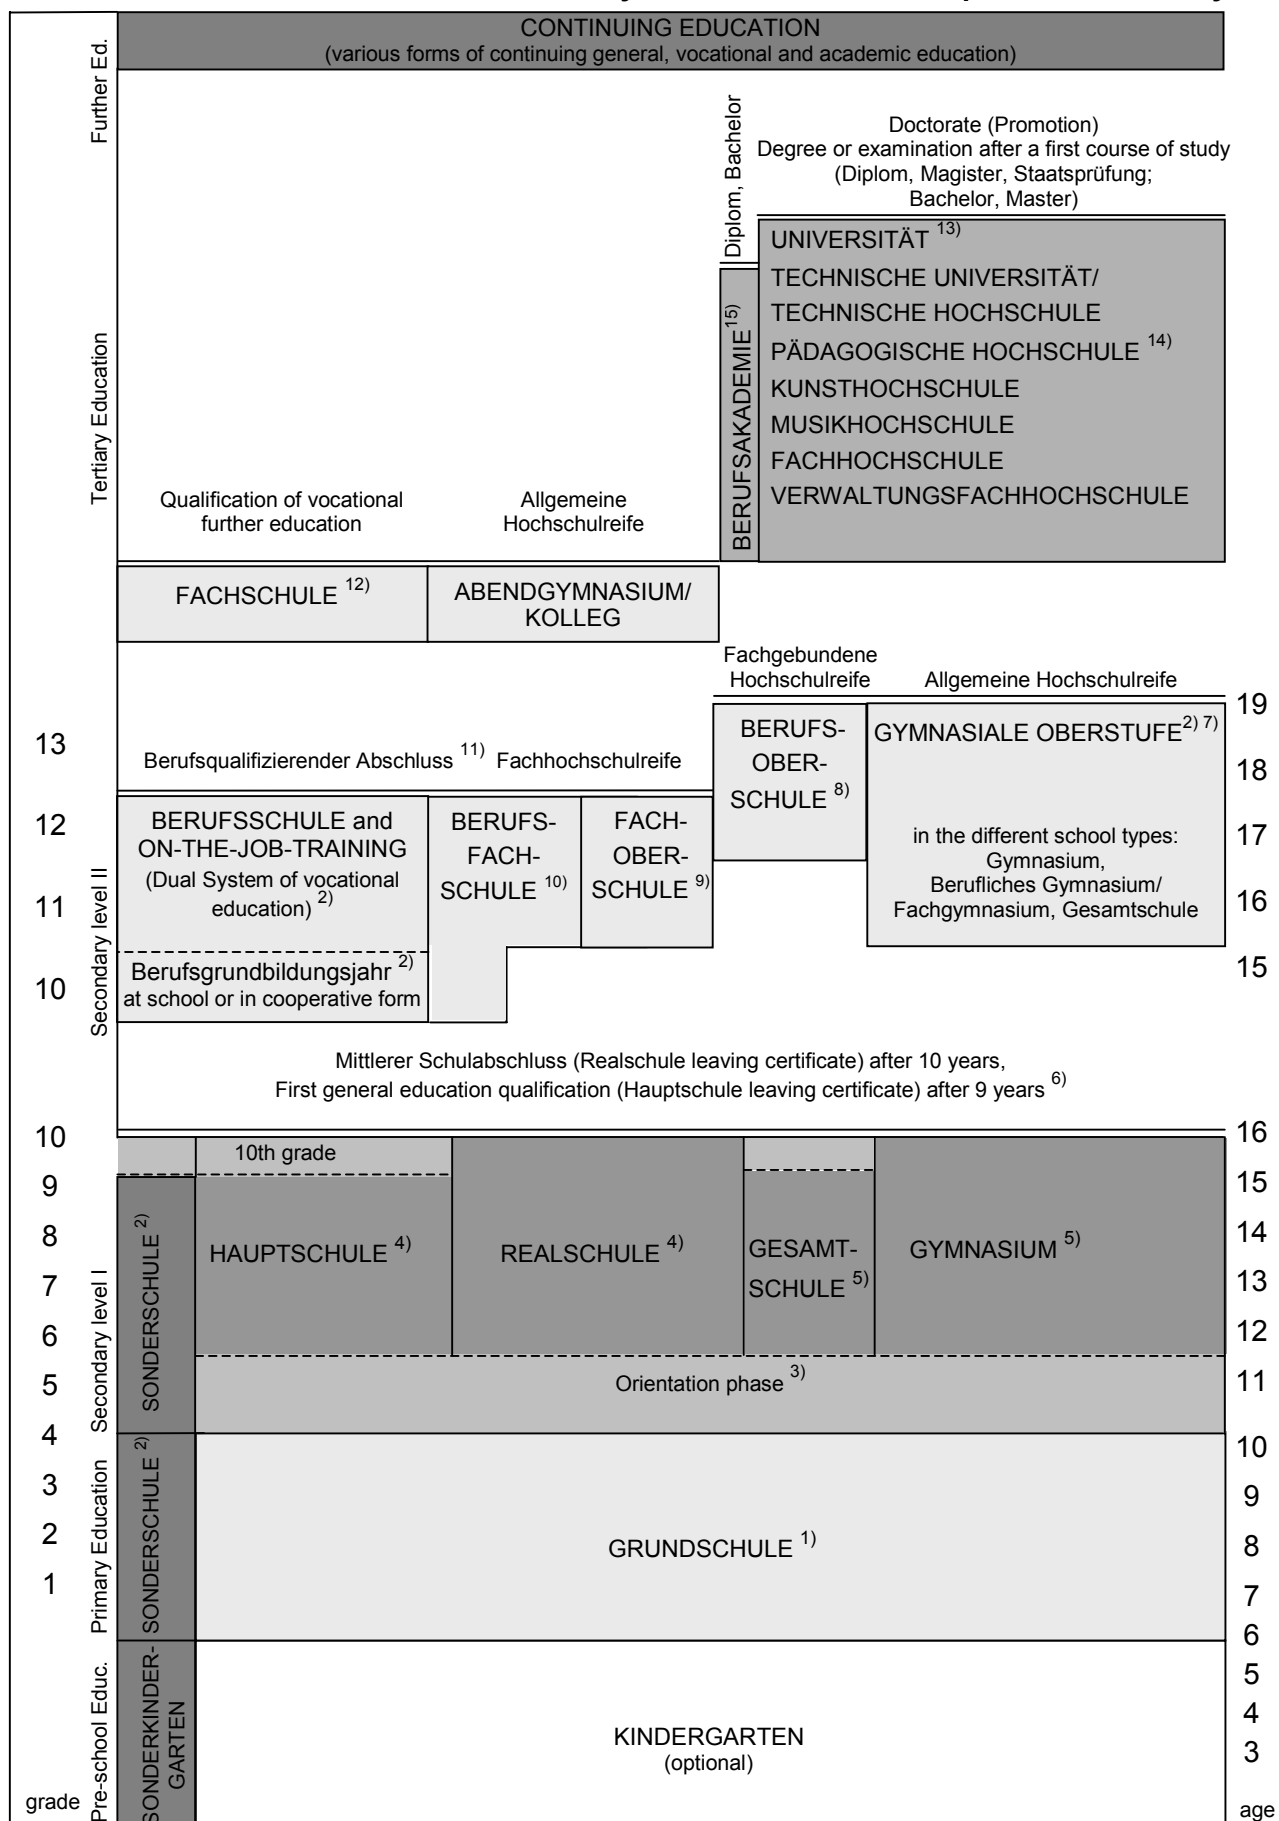 CONTINUING EDUCATION
(various forms of continuing general, vocational and academic education)
Further Ed.
Diplom, Bachelor
Doctorate (Promotion)
Degree or examination after a first course of study
(Diplom, Magister, Staatsprüfung;
Bachelor, Master)
Tertiary Education
BERUFSAKADEMIE 15)
UNIVERSITÄT 13)
TECHNISCHE UNIVERSITÄT/
TECHNISCHE HOCHSCHULE
PÄDAGOGISCHE HOCHSCHULE 14)
KUNSTHOCHSCHULE
MUSIKHOCHSCHULE
FACHHOCHSCHULE
VERWALTUNGSFACHHOCHSCHULE
Qualification of vocational
further education
Allgemeine
Hochschulreife
FACHSCHULE 12)
ABENDGYMNASIUM/
KOLLEG
Fachgebundene
Hochschulreife
Allgemeine Hochschulreife
19
13
Berufsqualifizierender Abschluss 11) Fachhochschulreife
BERUFS-
OBER-
SCHULE 8)
GYMNASIALE OBERSTUFE 2) 7)
18
12
Secondary level II
BERUFSSCHULE and
ON-THE-JOB-TRAINING
(Dual System of vocational
education) 2)
BERUFS-
FACH-
SCHULE 10)
FACH-
OBER-
SCHULE 9)
in the different school types:
Gymnasium,
Berufliches Gymnasium/
Fachgymnasium, Gesamtschule
17
11
16
Berufsgrundbildungsjahr 2)
at school or in cooperative form
15
10
Mittlerer Schulabschluss (Realschule leaving certificate) after 10 years,
First general education qualification (Hauptschule leaving certificate) after 9 years 6)
10
16
10th grade
9
15
Secondary level I
SONDERSCHULE 2)
8
HAUPTSCHULE 4)
REALSCHULE 4)
GESAMT-
SCHULE 5)
GYMNASIUM 5)
14
7
13
6
12
5
Orientation phase 3)
11
4
10
Primary Education
SONDERSCHULE 2)
3
9
2
GRUNDSCHULE 1)
8
1
7
6
Pre-school Educ.
SONDERKINDER-
GARTEN
5
KINDERGARTEN
(optional)
4
3
grade
age